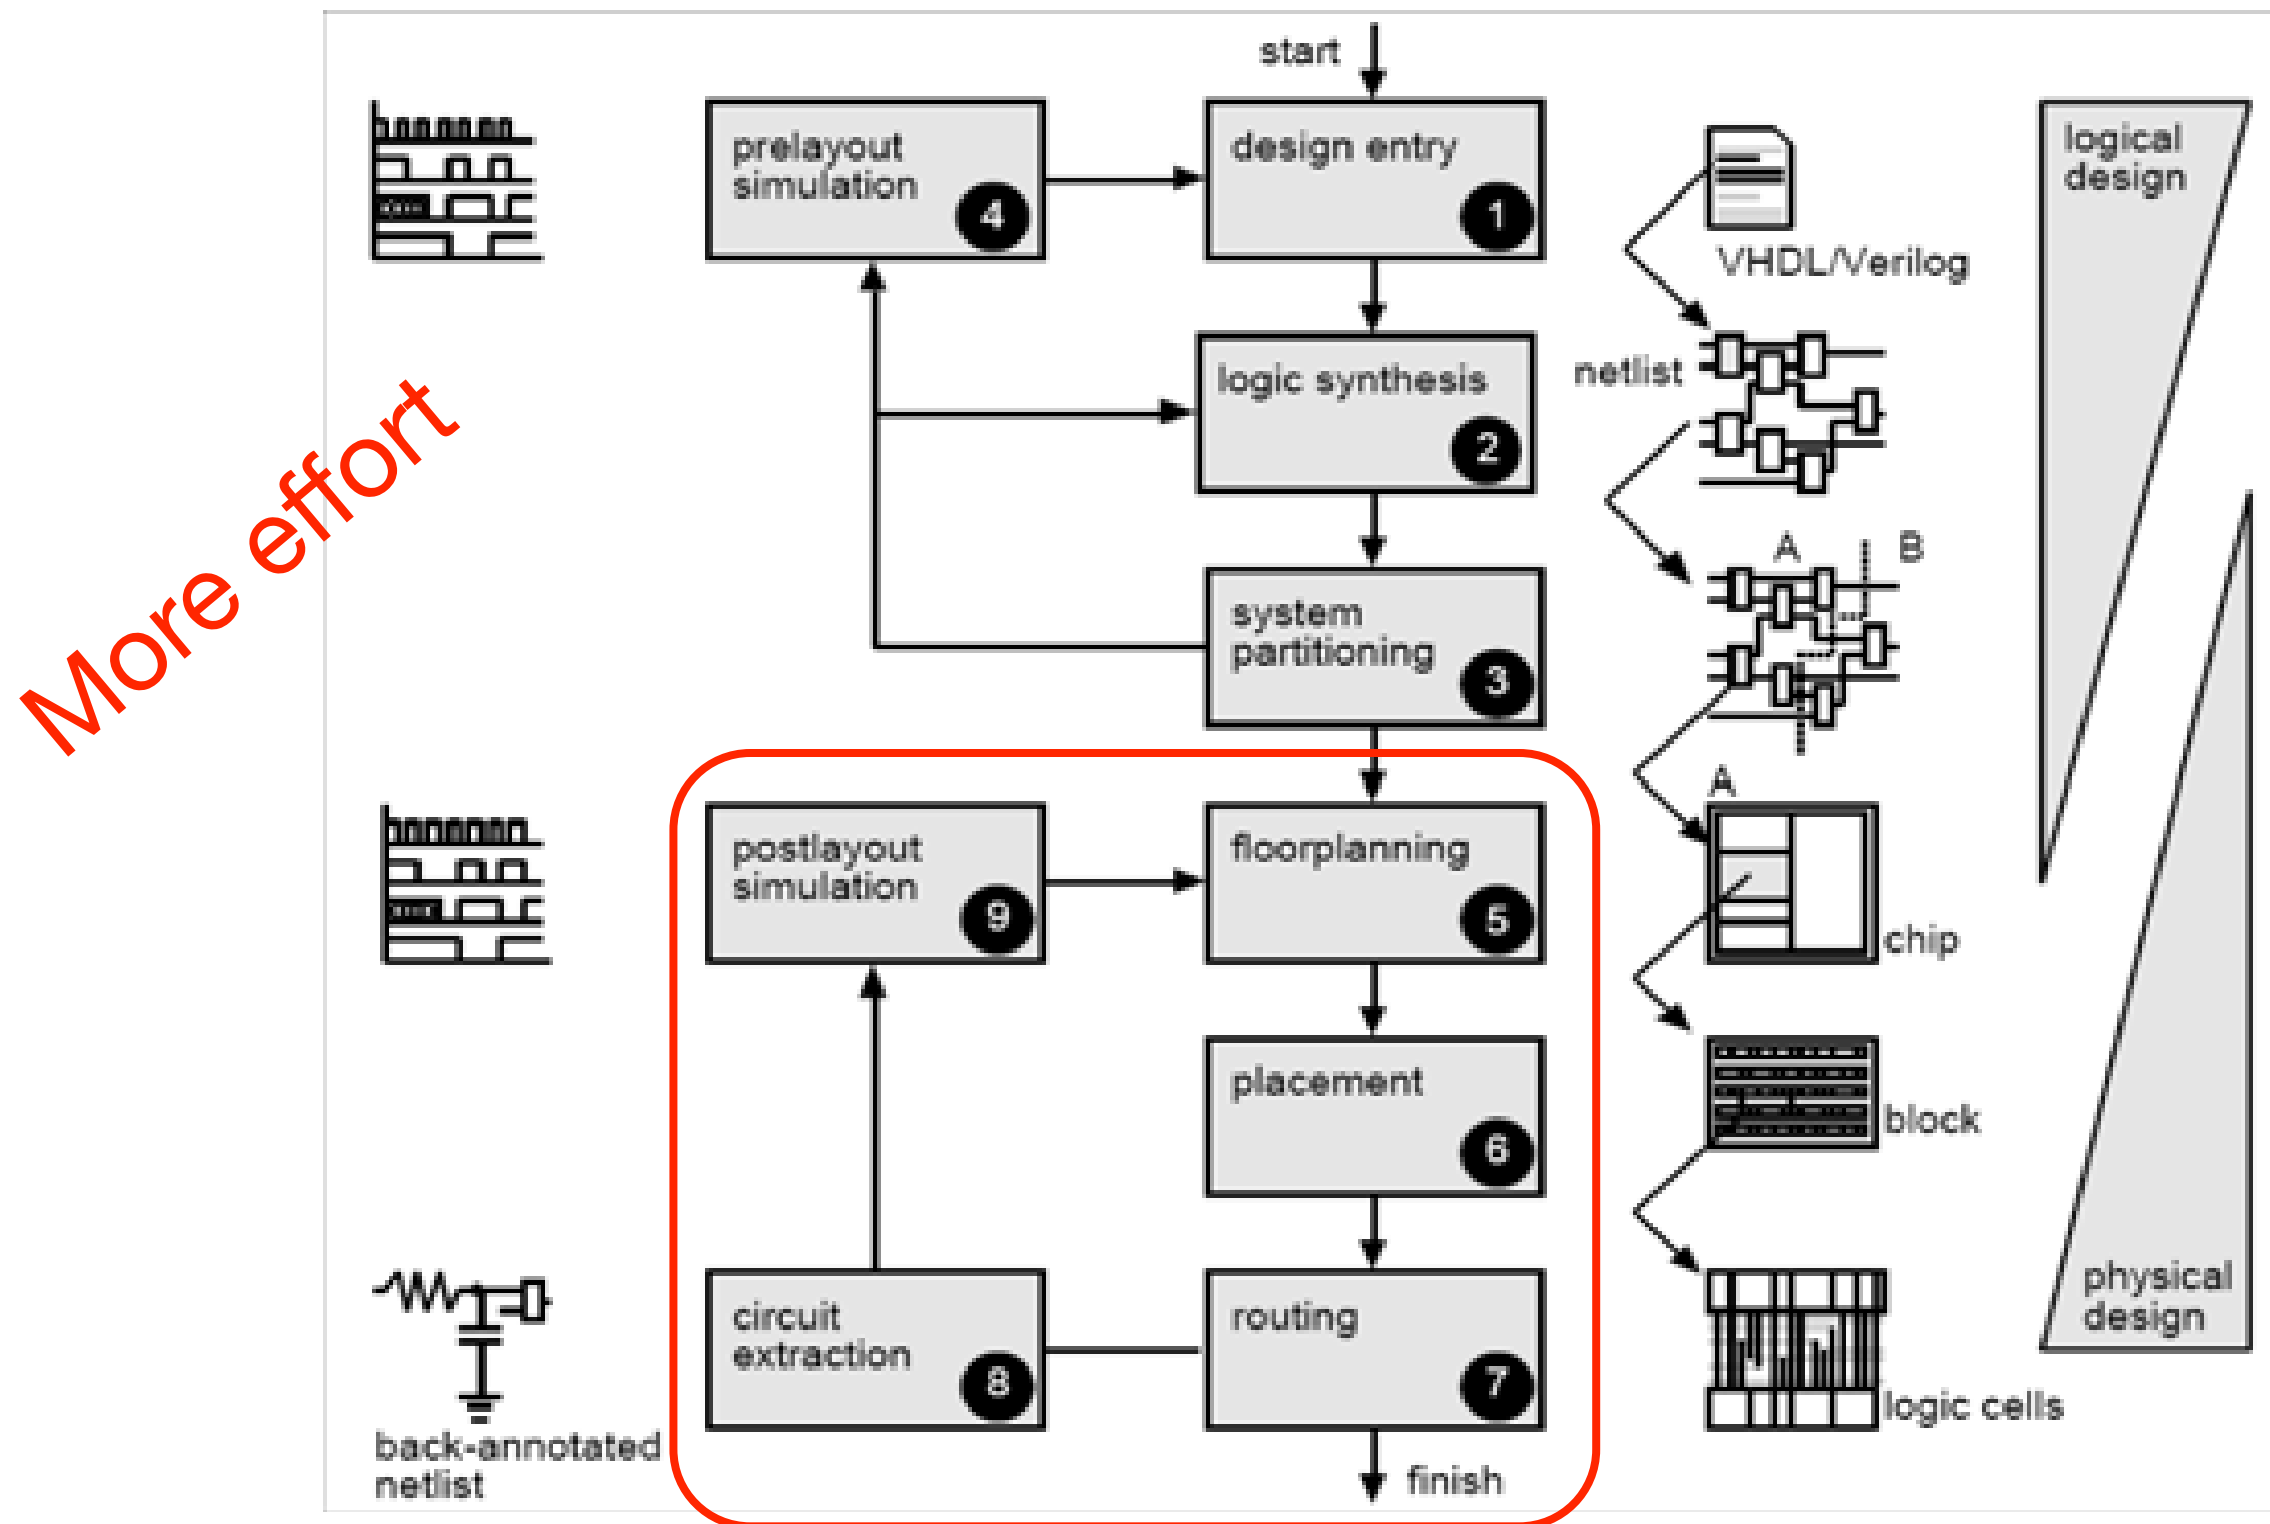 start
prelayout
simulation
4
design entry
1
VHDL/Verilog
logical
design
More effort
logic synthesis
2
netlist
system
partitioning
3
A
B
postlayout
simulation
9
floorplanning
5
A
chip
placement
6
block
circuit
extraction
8
routing
7
logic cells
physical
design
back-annotated
netlist
finish